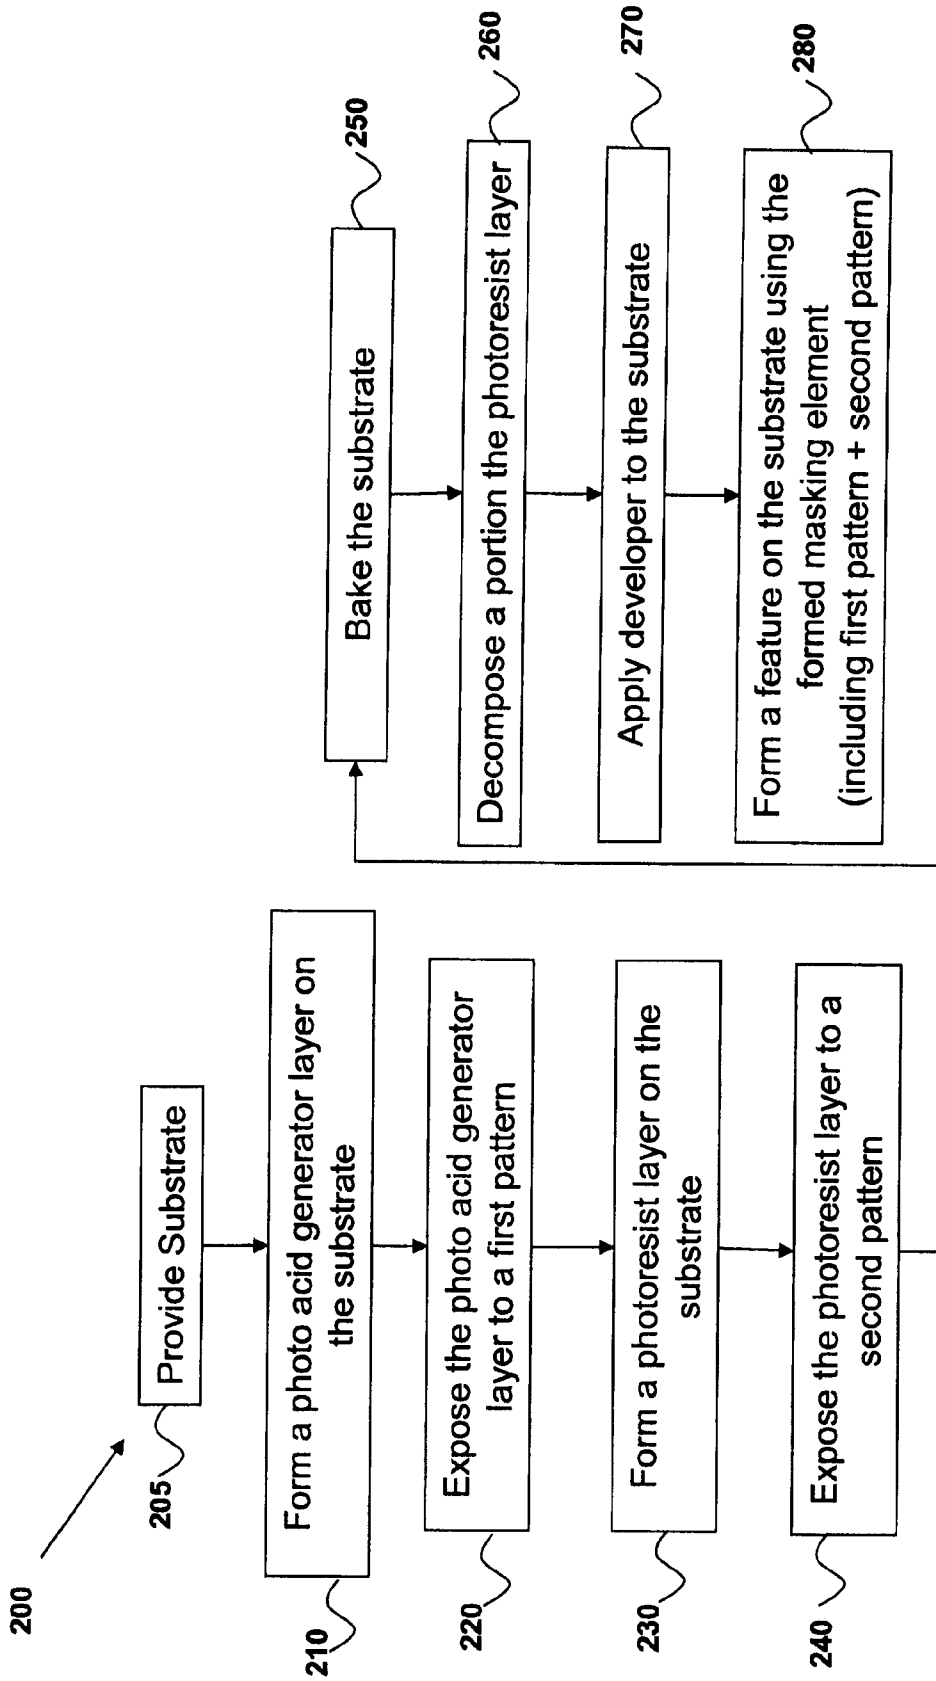 200
205
Provide Substrate
210
Form a photo acid generator layer on
the substrate
220
Expose the photo acid generator
layer to a first pattern
230
Form a photoresist layer on the
substrate
240
Expose the photoresist layer to a
second pattern
Bake the substrate
250
Decompose a portion the photoresist layer
260
Apply developer to the substrate
270
Form a feature on the substrate using the
formed masking element
(including first pattern + second pattern)
280